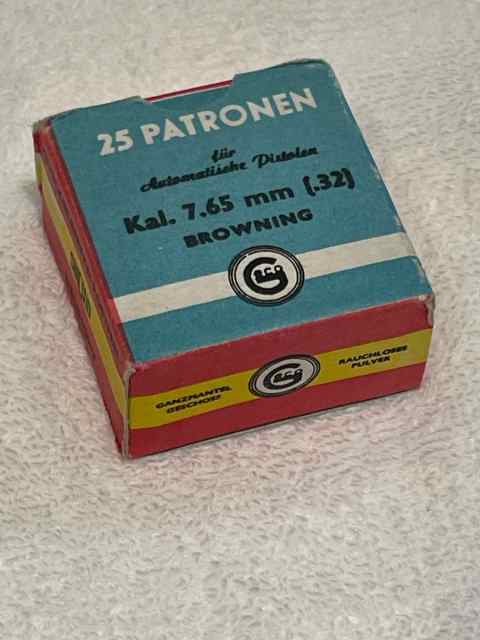 25 PATRONEN
für
Automatische Pistolen
Kal. 7.65 mm (.32)
BROWNING
GECO
GANZMANTEL
GESCHOSS
GECO
RAUCHLOSES
PULVER